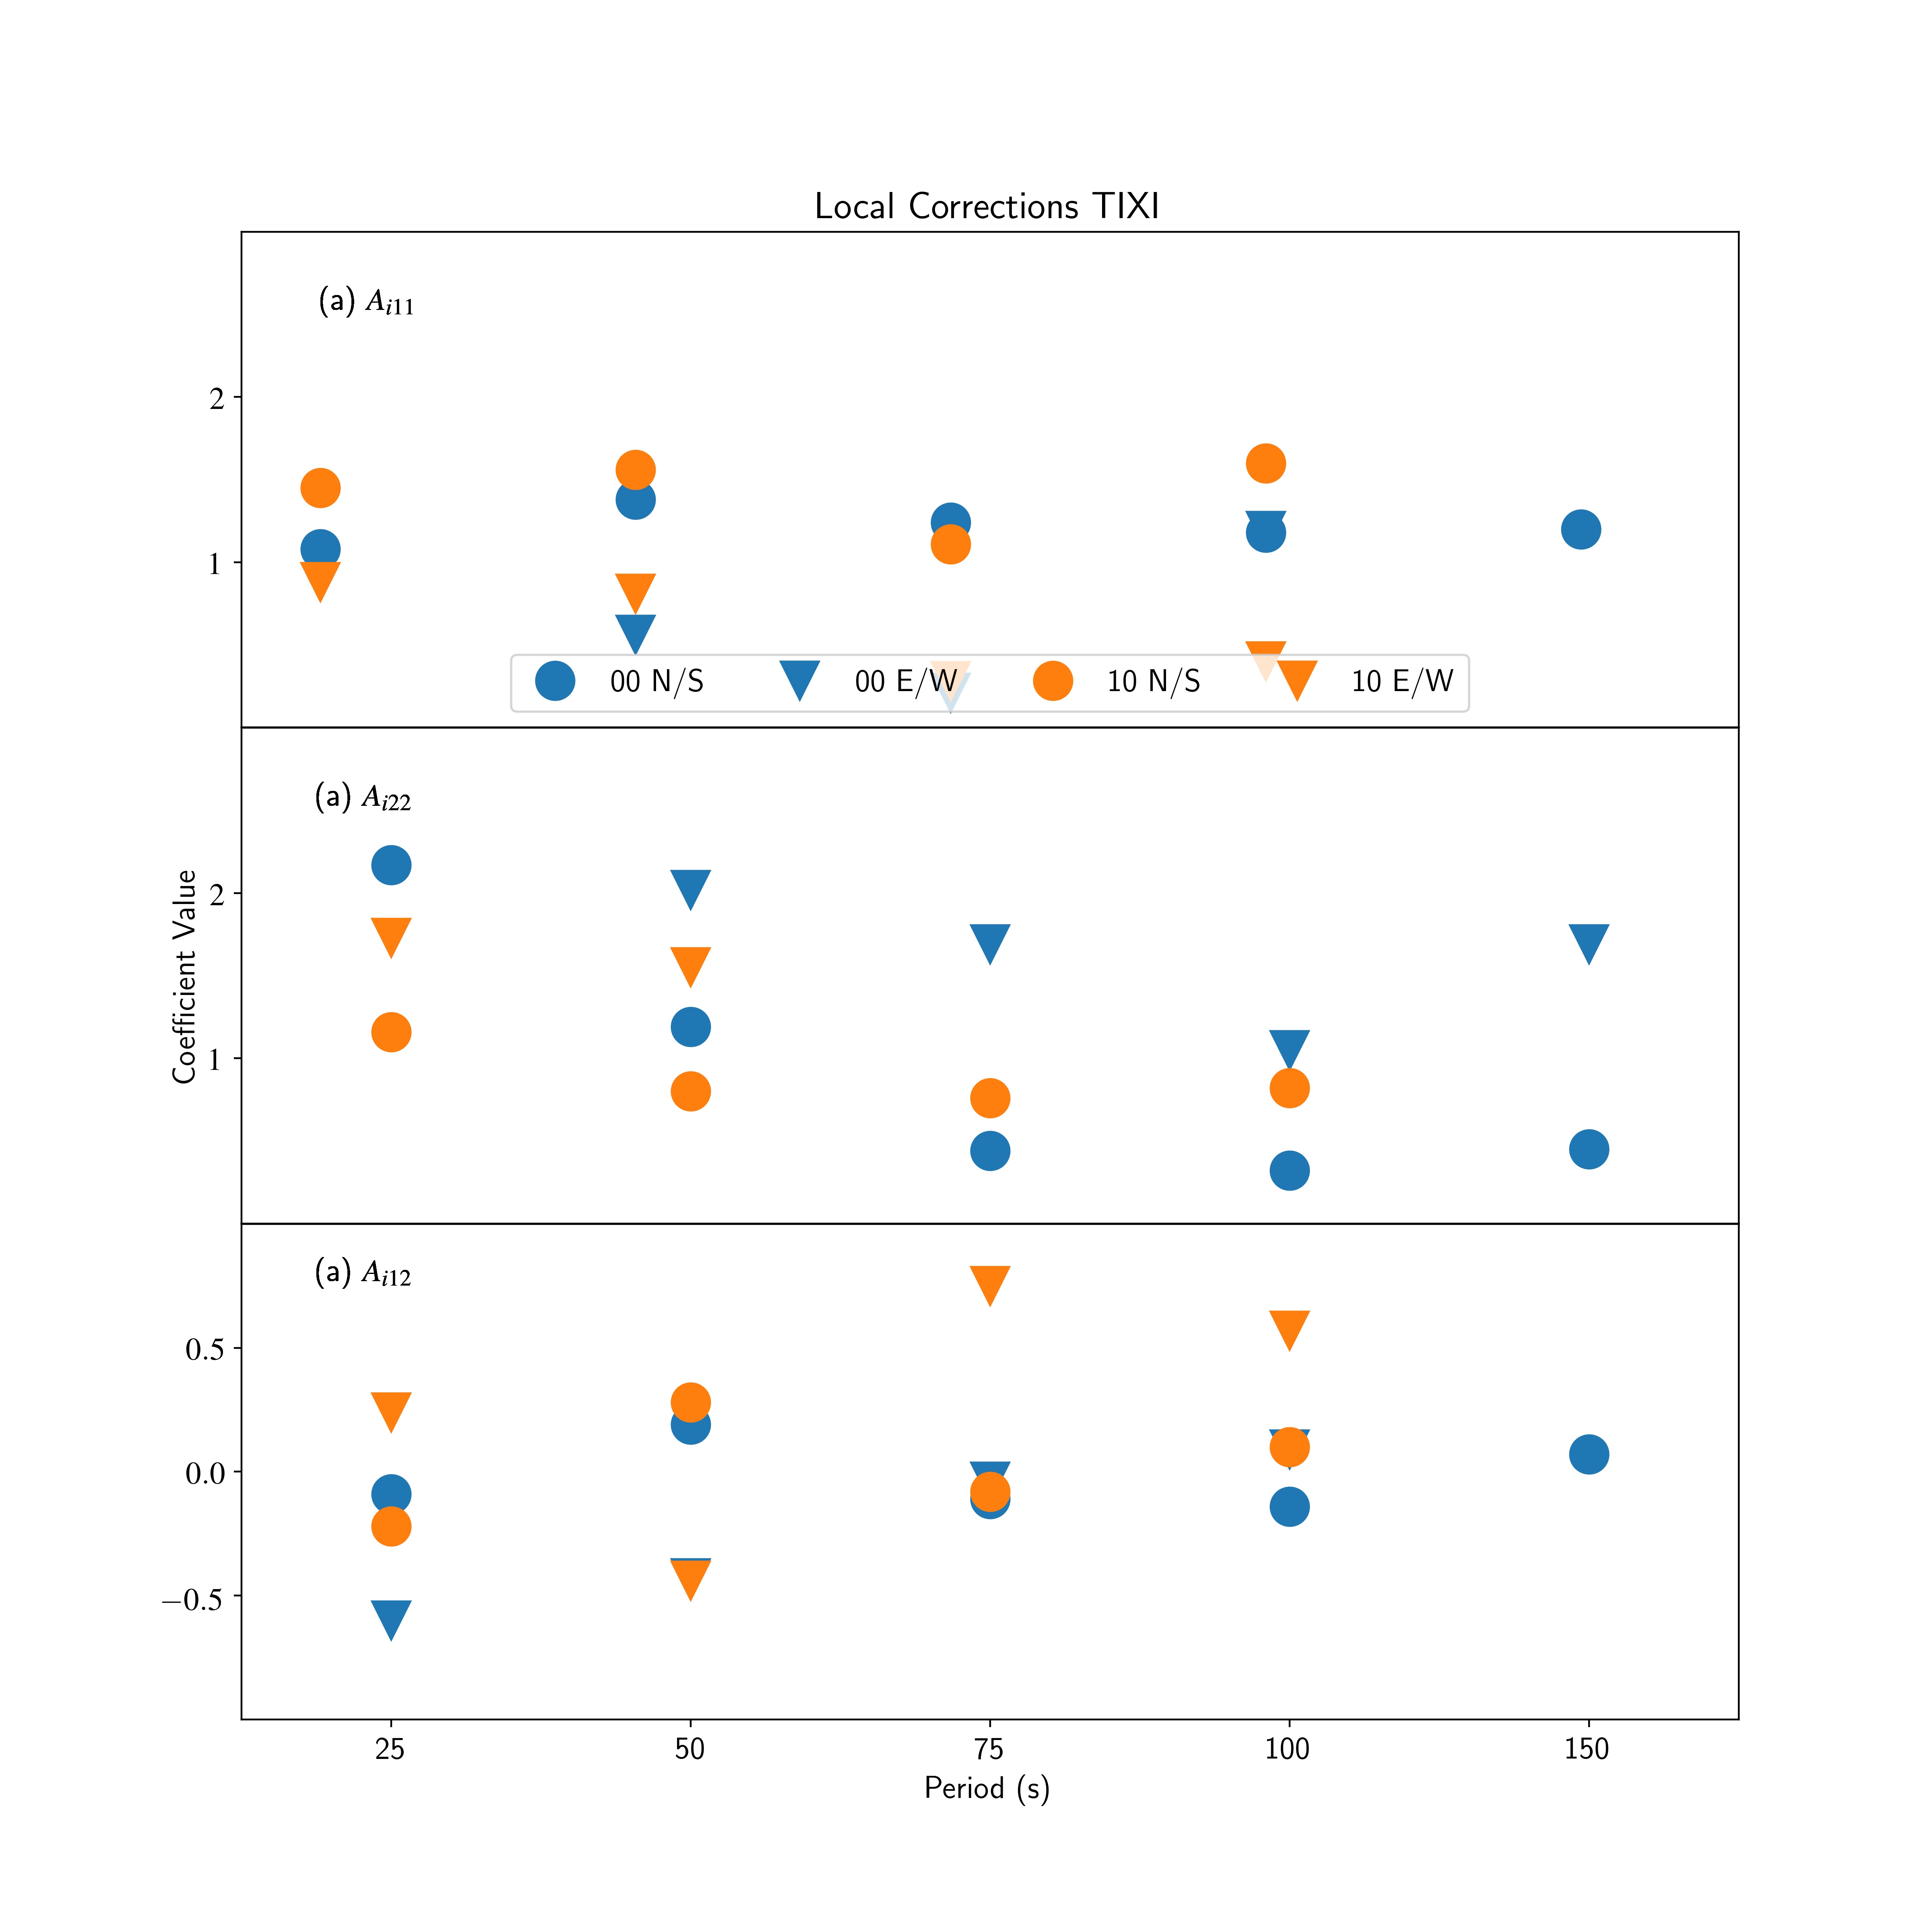 Local Corrections TIXI
(a) A_{i11}
2
1
00 N/S 00 E/W 10 N/S 10 E/W
(a) A_{i22}
2
1
Coefficient Value
(a) A_{i12}
0.5
0.0
−0.5
25 50 75 100 150
Period (s)